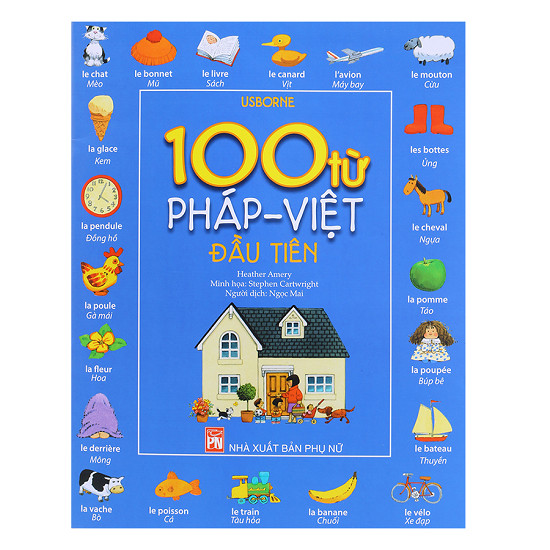 le chat
Mèo
le bonnet
Mũ
le livre
Sách
le canard
Vịt
l'avion
Máy bay
le mouton
Cừu
USBORNE
la glace
Kem
les bottes
Ủng
100 từ
PHÁP-VIỆT
ĐẦU TIÊN
la pendule
Đồng hồ
le cheval
Ngựa
Heather Amery
Minh họa: Stephen Cartwright
Người dịch: Ngọc Mai
la poule
Gà mái
la pomme
Táo
la fleur
Hoa
la poupée
Búp bê
le derrière
Mông
le bateau
Thuyền
PN
NHÀ XUẤT BẢN PHỤ NỮ
la vache
Bò
le poisson
Cá
le train
Tàu hỏa
la banane
Chuối
le vélo
Xe đạp